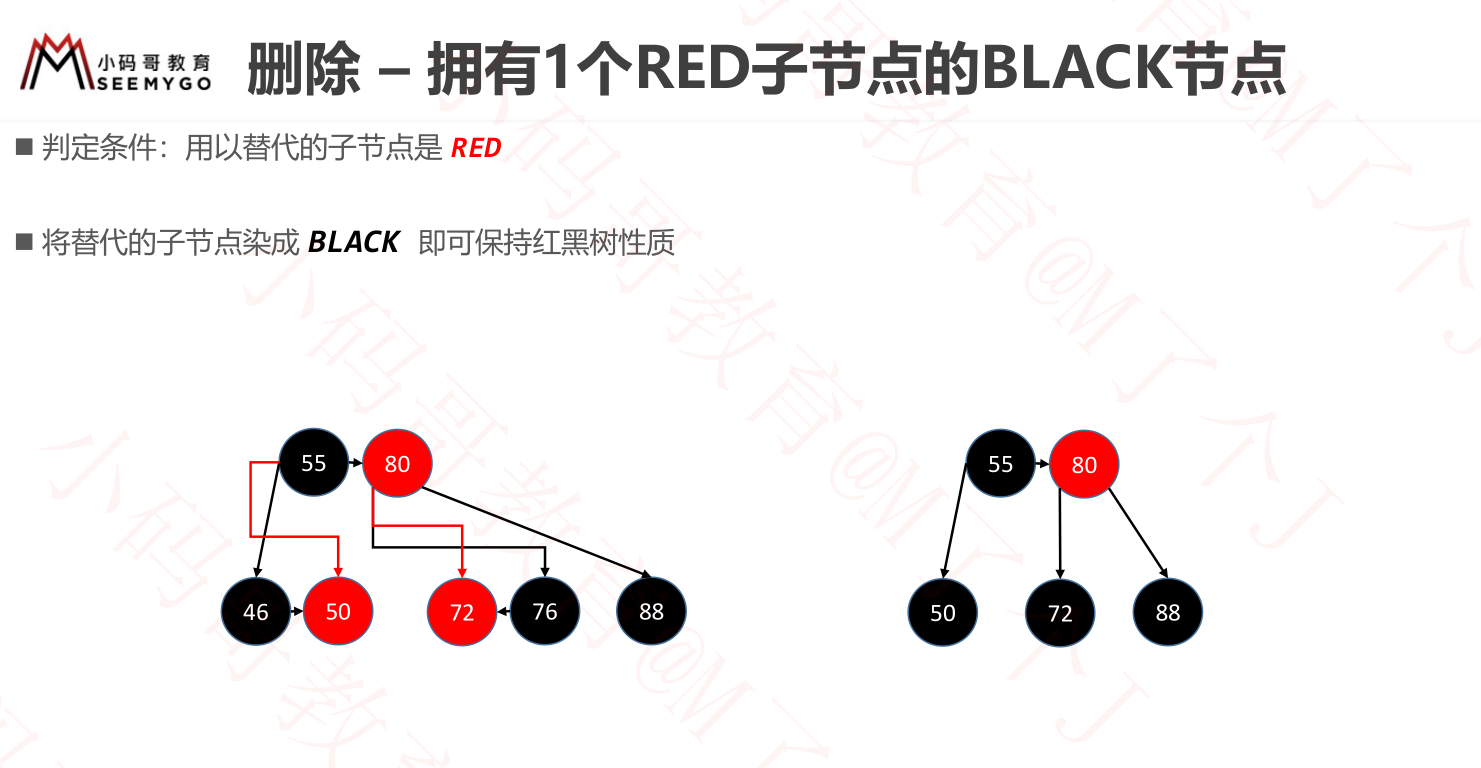 小码哥教育
SEEMYGO
删除 – 拥有1个RED子节点的BLACK节点
■ 判定条件：用以替代的子节点是 RED
■ 将替代的子节点染成 BLACK 即可保持红黑树性质
55 80
46 50 72 76 88
55 80
50 72 88
小码哥教育@M了个J